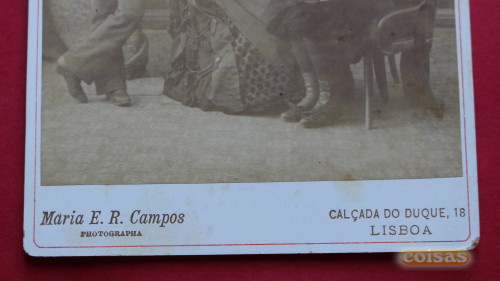 Maria E. R. Campos
PHOTOGRAPHA
CALÇADA DO DUQUE, 18
LISBOA
coisas